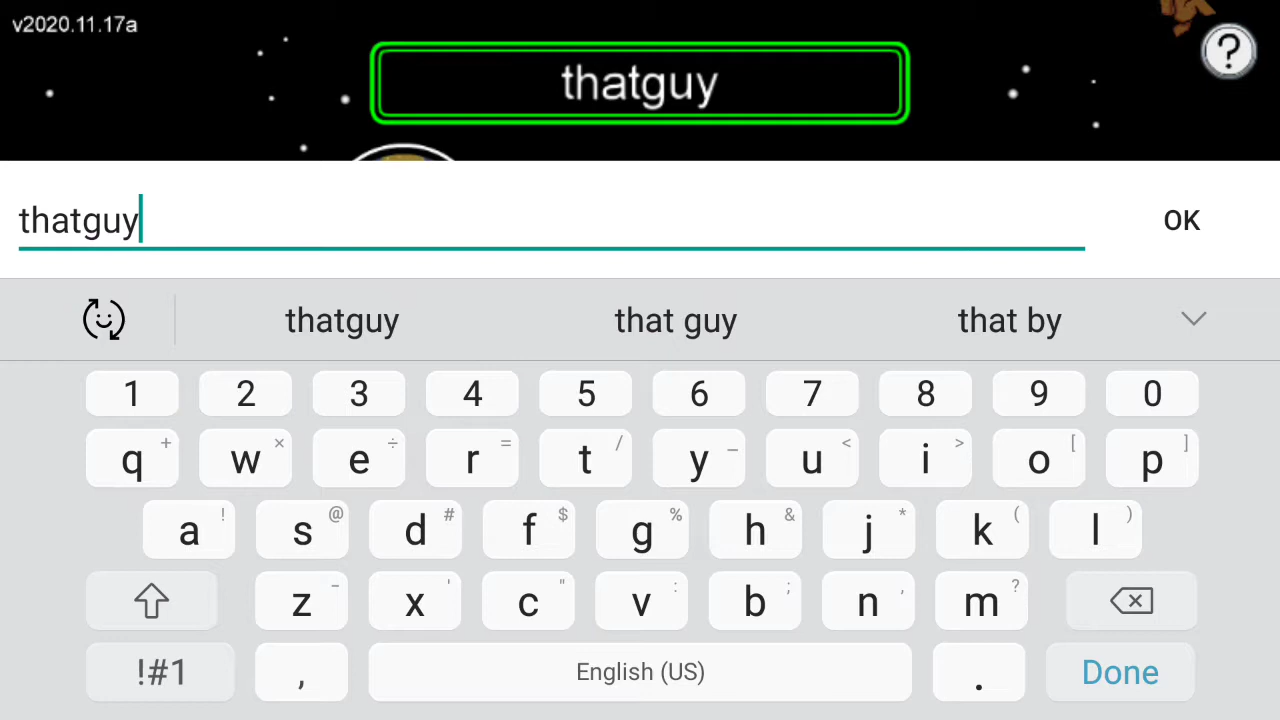 v2020.11.17a
thatguy
?
thatguy
OK
thatguy that guy that by
1 2 3 4 5 6 7 8 9 0
q + w × e ÷ r = t / y _ u < i > o [ p ]
a ! s @ d # f $ g % h & j * k ( l )
z - x ' c " v : b ; n , m ?
!#1 , English (US) . Done